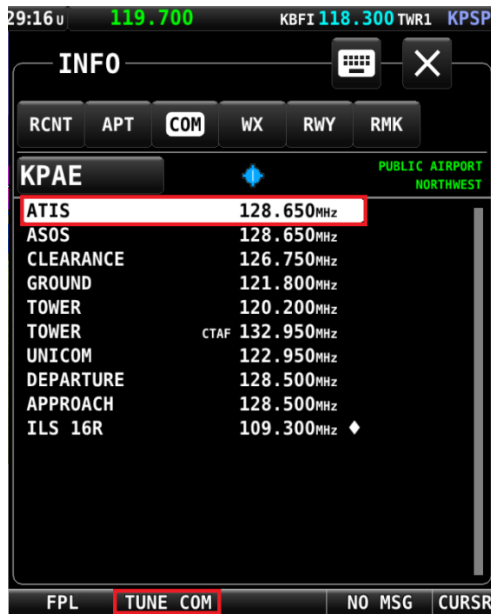 29:16U 119.700 KBFI 118.300 TWR1 KPSP
INFO
RCNT APT COM WX RWY RMK
KPAE PUBLIC AIRPORT
NORTHWEST
ATIS 128.650MHz
ASOS 128.650MHz
CLEARANCE 126.750MHz
GROUND 121.800MHz
TOWER 120.200MHz
TOWER CTAF 132.950MHz
UNICOM 122.950MHz
DEPARTURE 128.500MHz
APPROACH 128.500MHz
ILS 16R 109.300MHz
FPL TUNE COM NO MSG CURSR